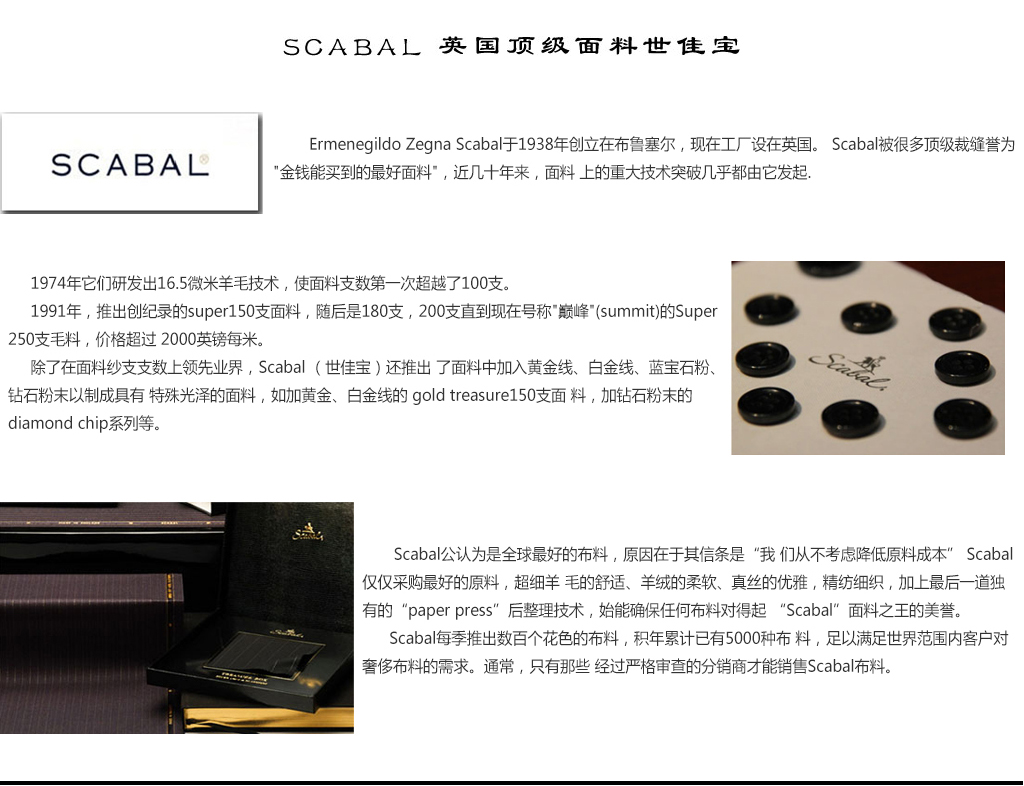 SCABAL 英国顶级面料世佳宝
SCABAL®
Ermenegildo Zegna Scabal于1938年创立在布鲁塞尔，现在工厂设在英国。 Scabal被很多顶级裁缝誉为
"金钱能买到的最好面料"，近几十年来，面料 上的重大技术突破几乎都由它发起.
1974年它们研发出16.5微米羊毛技术，使面料支数第一次超越了100支。
1991年，推出创纪录的super150支面料，随后是180支，200支直到现在号称"巅峰"(summit)的Super
250支毛料，价格超过 2000英镑每米。
除了在面料纱支支数上领先业界，Scabal （世佳宝）还推出 了面料中加入黄金线、白金线、蓝宝石粉、
钻石粉末以制成具有 特殊光泽的面料，如加黄金、白金线的 gold treasure150支面 料，加钻石粉末的
diamond chip系列等。
Scabal
Scabal
Scabal
TREASURE BOX
Scabal公认为是全球最好的布料，原因在于其信条是“我 们从不考虑降低原料成本” Scabal
仅仅采购最好的原料，超细羊 毛的舒适、羊绒的柔软、真丝的优雅，精纺细织，加上最后一道独
有的“paper press”后整理技术，始能确保任何布料对得起 “Scabal”面料之王的美誉。
Scabal每季推出数百个花色的布料，积年累计已有5000种布 料，足以满足世界范围内客户对
奢侈布料的需求。通常，只有那些 经过严格审查的分销商才能销售Scabal布料。